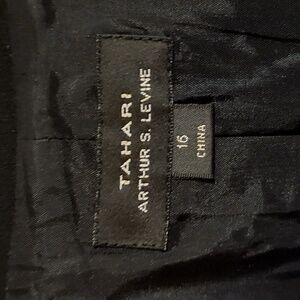 TAHARI
ARTHUR S. LEVINE
16
CHINA